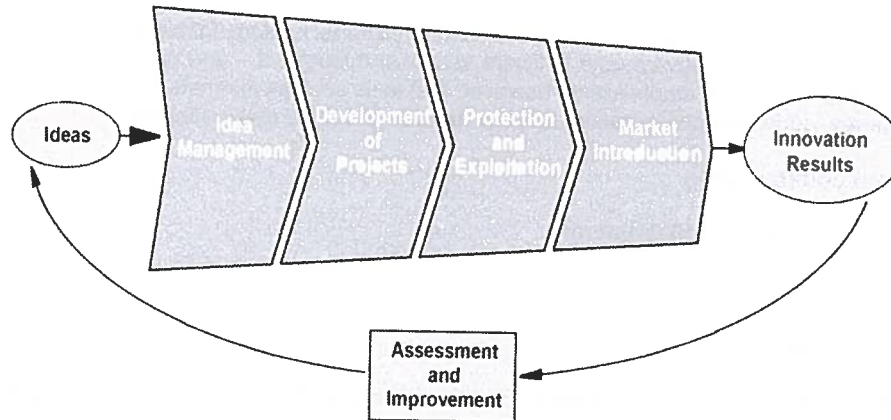 Ideas
Idea
Management
Development
of
Projects
Protection
and
Exploitation
Market
Introduction
Innovation
Results
Assessment
and
Improvement